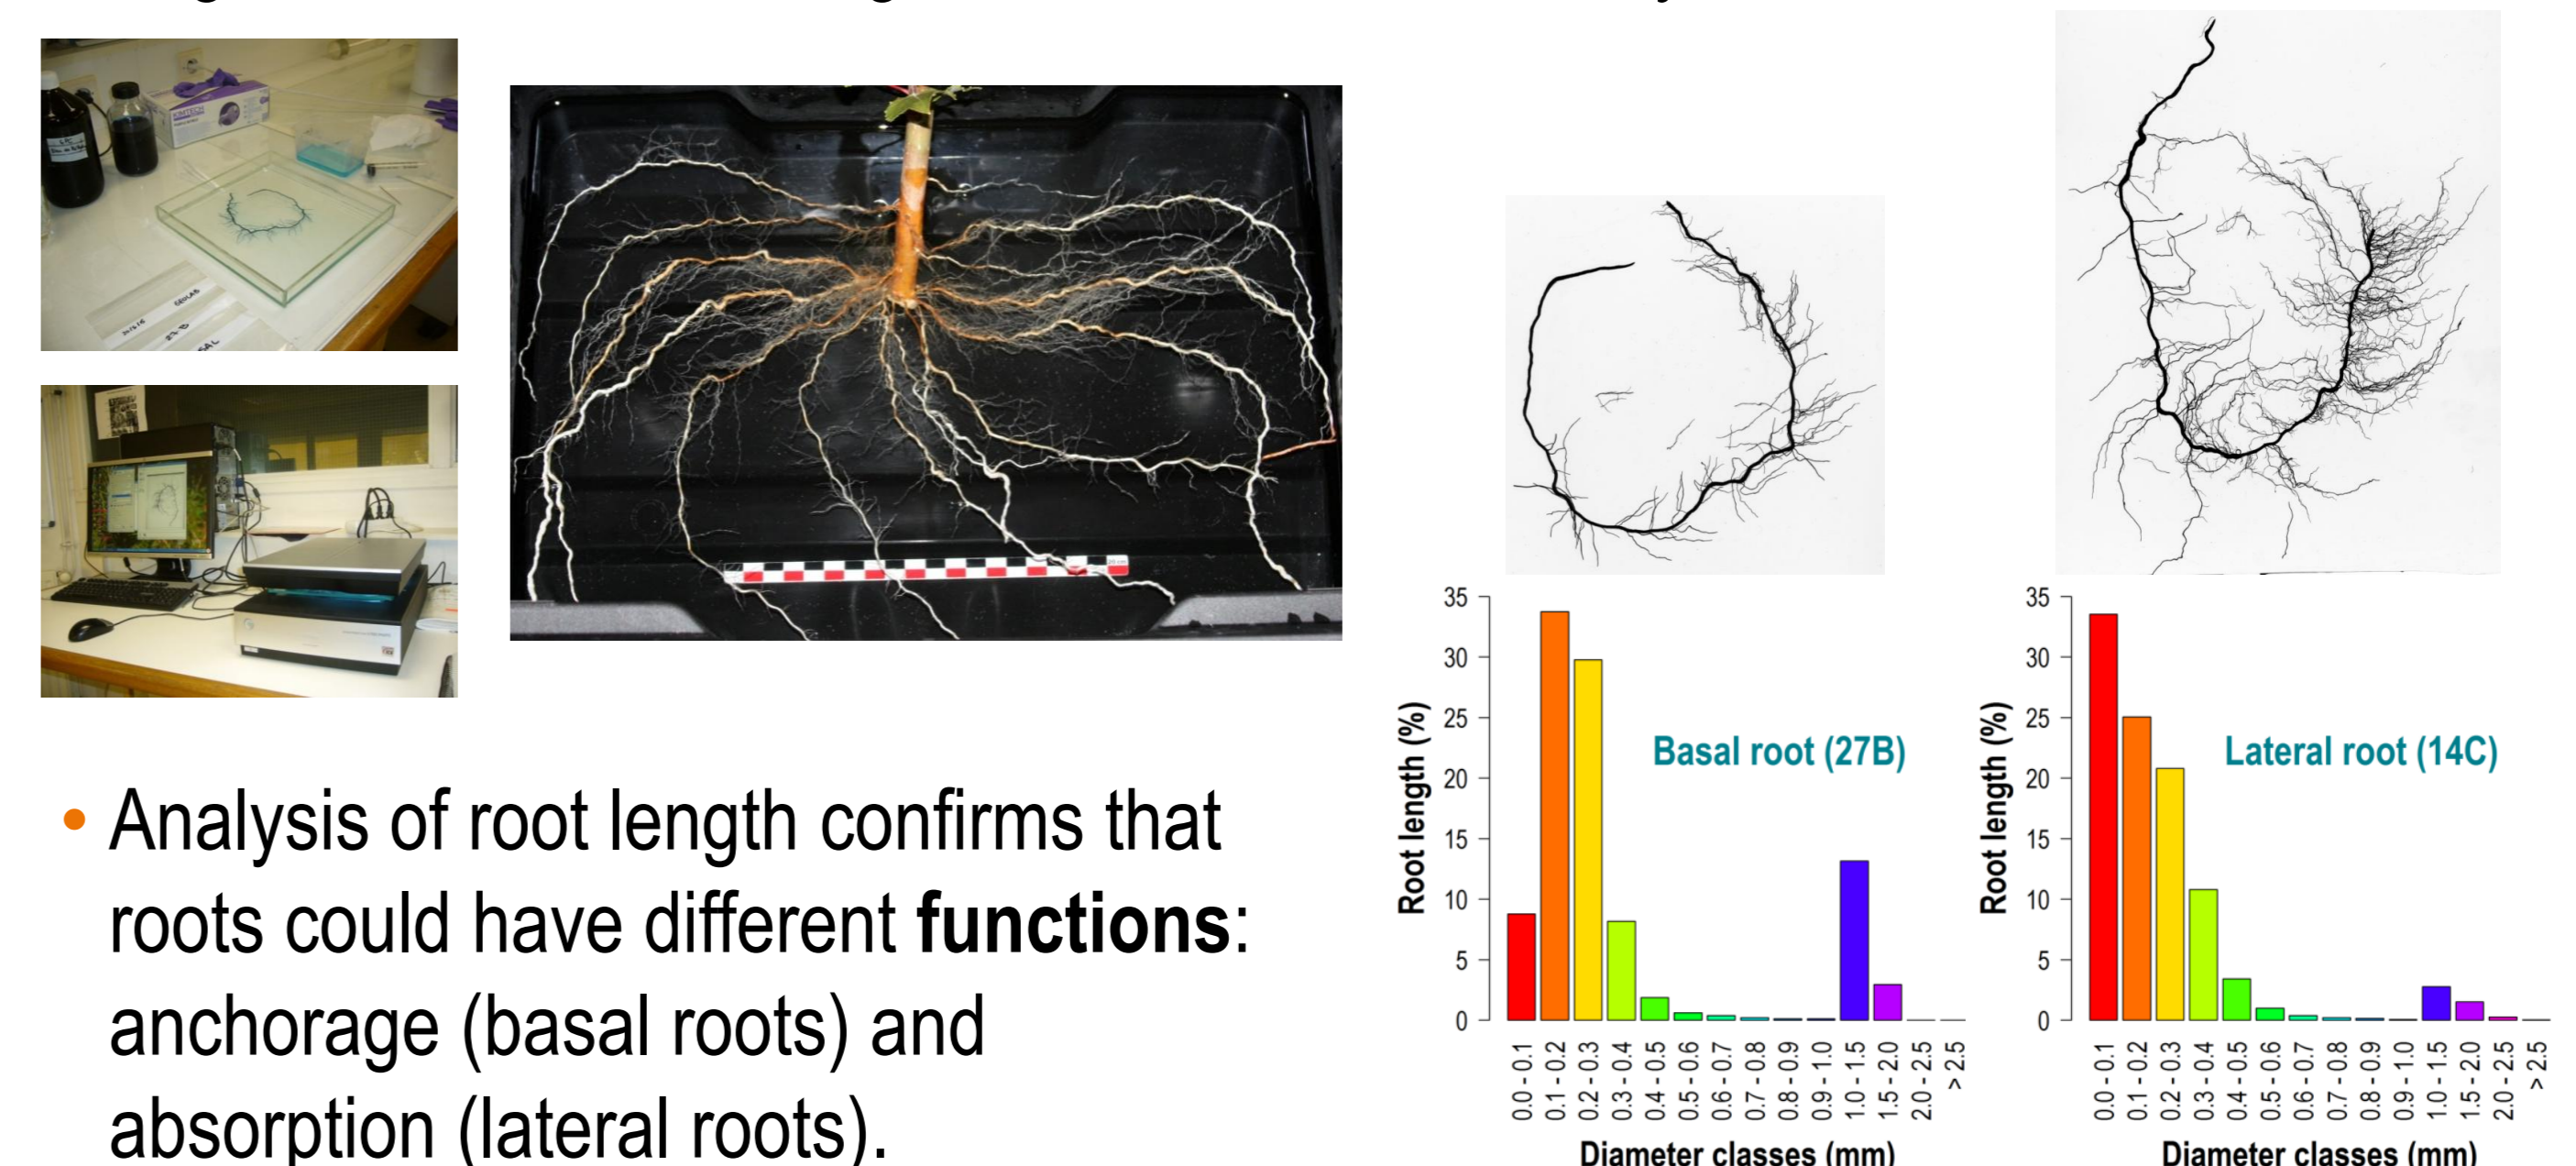 • Analysis of root length confirms that
roots could have different functions:
anchorage (basal roots) and
absorption (lateral roots).
35
30
25
20
15
10
5
0
Root length (%)
Basal root (27B)
0.0 - 0.1
0.1 - 0.2
0.2 - 0.3
0.3 - 0.4
0.4 - 0.5
0.5 - 0.6
0.6 - 0.7
0.7 - 0.8
0.8 - 0.9
0.9 - 1.0
1.0 - 1.5
1.5 - 2.0
2.0 - 2.5
> 2.5
Diameter classes (mm)
35
30
25
20
15
10
5
0
Root length (%)
Lateral root (14C)
0.0 - 0.1
0.1 - 0.2
0.2 - 0.3
0.3 - 0.4
0.4 - 0.5
0.5 - 0.6
0.6 - 0.7
0.7 - 0.8
0.8 - 0.9
0.9 - 1.0
1.0 - 1.5
1.5 - 2.0
2.0 - 2.5
> 2.5
Diameter classes (mm)